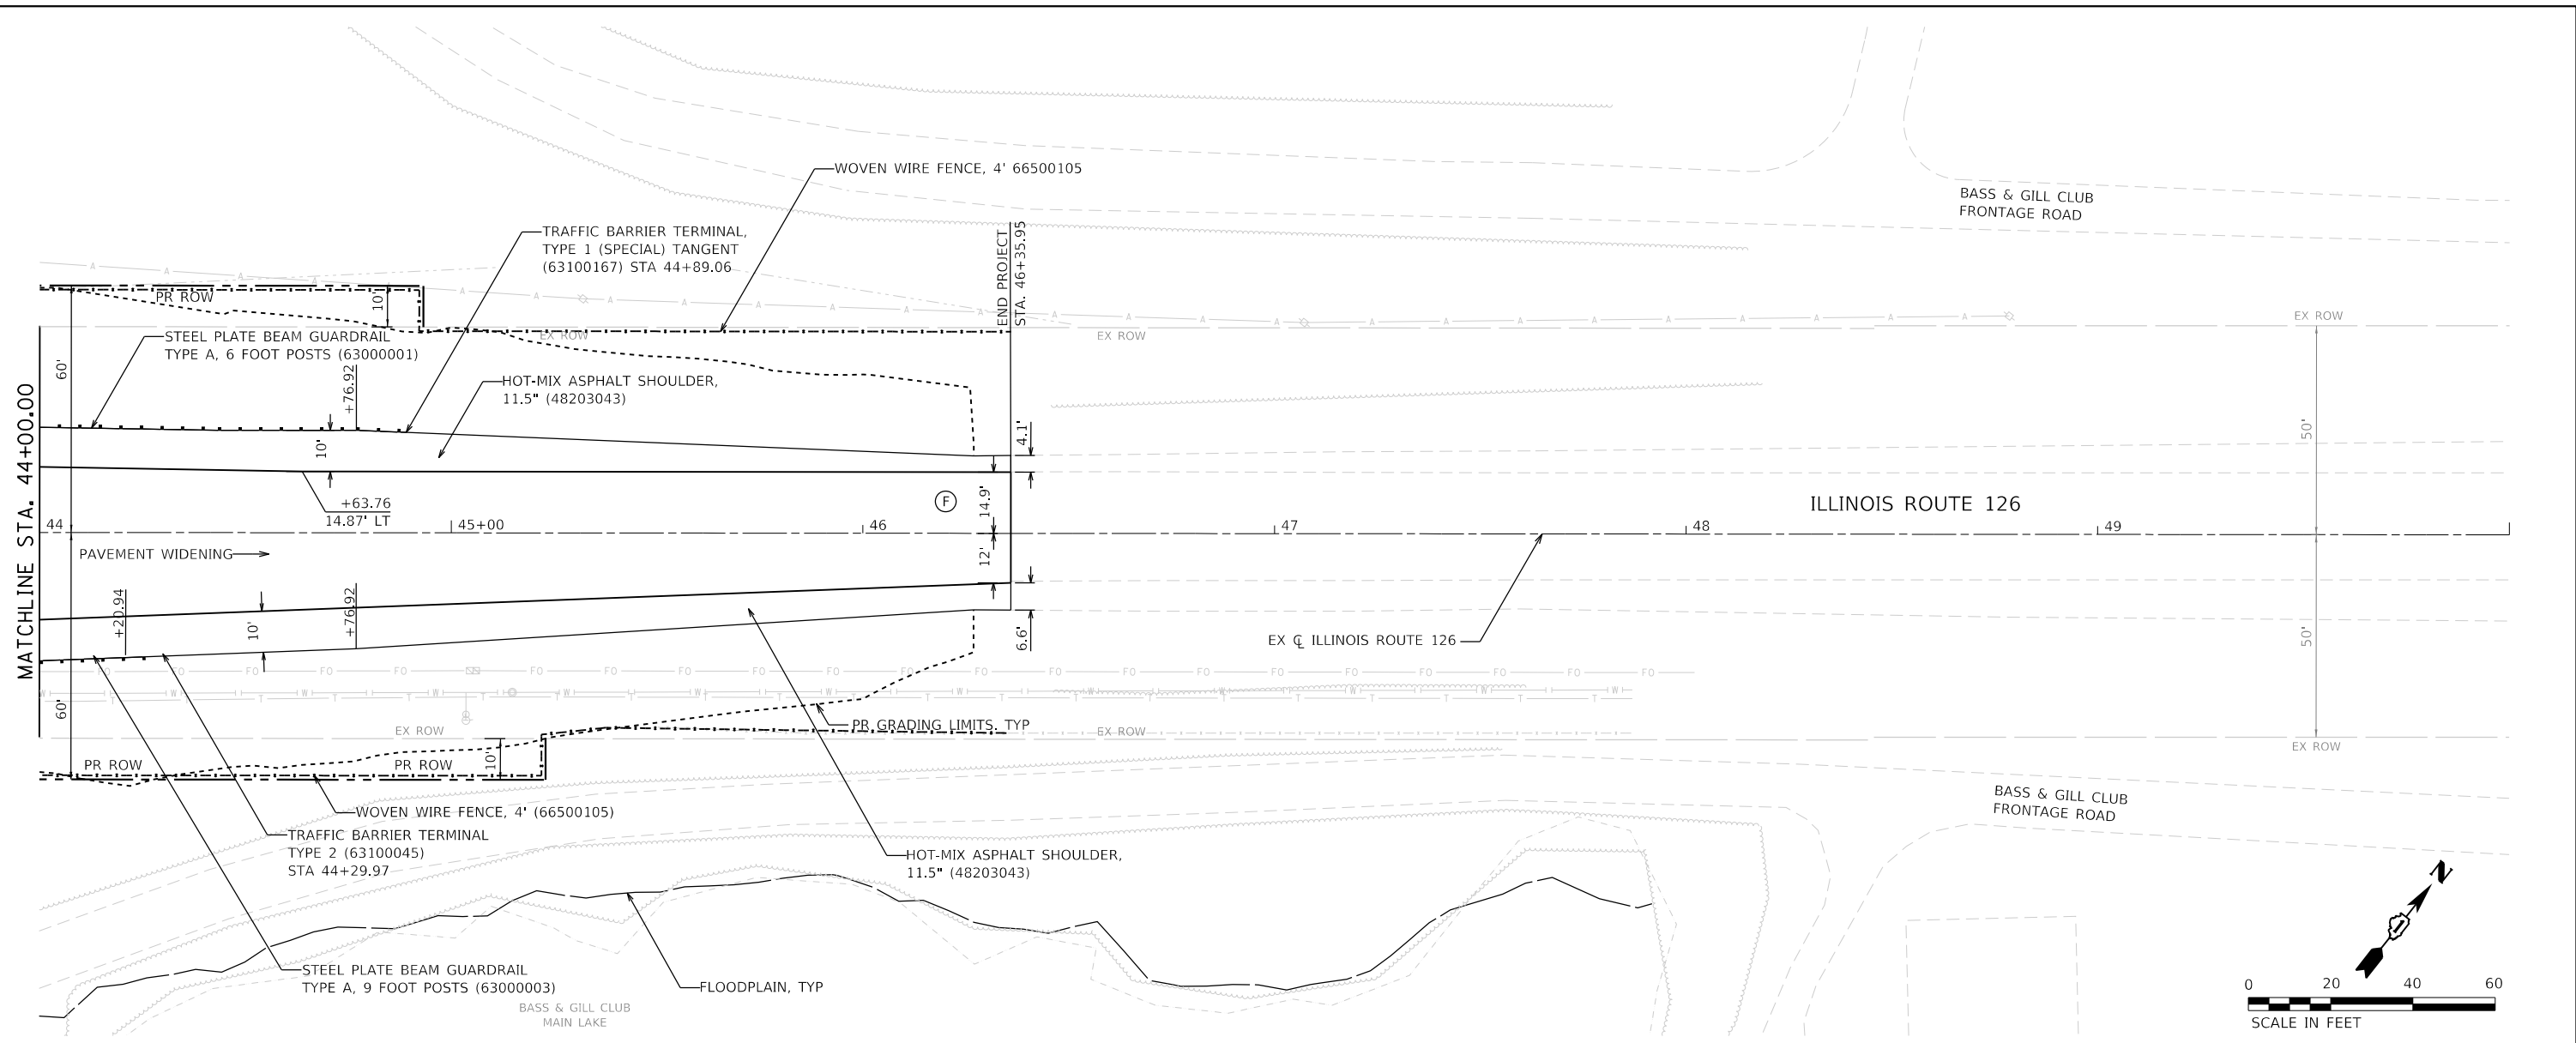 WOVEN WIRE FENCE, 4' 66500105
BASS & GILL CLUB
FRONTAGE ROAD
TRAFFIC BARRIER TERMINAL,
TYPE 1 (SPECIAL) TANGENT
(63100167) STA 44+89.06
END PROJECT
STA. 46+35.95
PR ROW
10'
EX ROW
EX ROW
EX ROW
STEEL PLATE BEAM GUARDRAIL
TYPE A, 6 FOOT POSTS (63000001)
60'
+76.92
HOT-MIX ASPHALT SHOULDER,
11.5" (48203043)
MATCHLINE STA. 44+00.00
10'
4.1'
50'
+63.76
14.87' LT
F
14.9'
ILLINOIS ROUTE 126
44
45+00
46
47
48
49
PAVEMENT WIDENING
12'
+20.94
10'
+76.92
6.6'
EX ℄ ILLINOIS ROUTE 126
50'
60'
EX ROW
PR GRADING LIMITS, TYP
EX ROW
EX ROW
PR ROW
PR ROW
10'
BASS & GILL CLUB
FRONTAGE ROAD
WOVEN WIRE FENCE, 4' (66500105)
TRAFFIC BARRIER TERMINAL
TYPE 2 (63100045)
STA 44+29.97
HOT-MIX ASPHALT SHOULDER,
11.5" (48203043)
N
STEEL PLATE BEAM GUARDRAIL
TYPE A, 9 FOOT POSTS (63000003)
FLOODPLAIN, TYP
BASS & GILL CLUB
MAIN LAKE
0 20 40 60
SCALE IN FEET